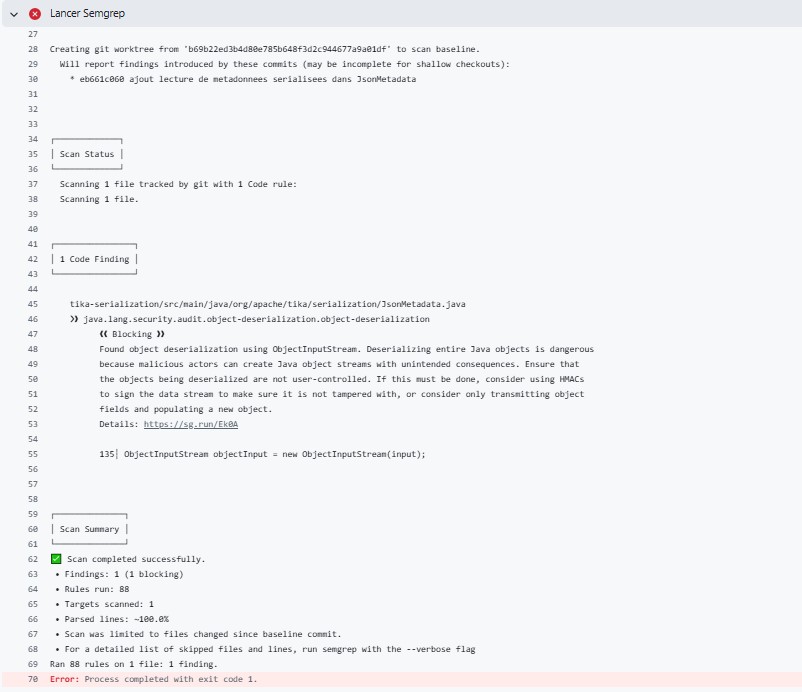 Lancer Semgrep
27
28 Creating git worktree from 'b69b22ed3b4d80e785b648f3d2c944677a9a01df' to scan baseline.
29 Will report findings introduced by these commits (may be incomplete for shallow checkouts):
30 * eb661c060 ajout lecture de metadonnees serialisees dans JsonMetadata
31
32
33
34
35 Scan Status
36
37 Scanning 1 file tracked by git with 1 Code rule:
38 Scanning 1 file.
39
40
41
42 1 Code Finding
43
44
45 tika-serialization/src/main/java/org/apache/tika/serialization/JsonMetadata.java
46 ❯❯ java.lang.security.audit.object-deserialization.object-deserialization
47 ❮❮ Blocking ❯❯
48 Found object deserialization using ObjectInputStream. Deserializing entire Java objects is dangerous
49 because malicious actors can create Java object streams with unintended consequences. Ensure that
50 the objects being deserialized are not user-controlled. If this must be done, consider using HMACs
51 to sign the data stream to make sure it is not tampered with, or consider only transmitting object
52 fields and populating a new object.
53 Details: https://sg.run/Ek0A
54
55 135┆ ObjectInputStream objectInput = new ObjectInputStream(input);
56
57
58
59
60 Scan Summary
61
62 ✅ Scan completed successfully.
63 • Findings: 1 (1 blocking)
64 • Rules run: 88
65 • Targets scanned: 1
66 • Parsed lines: ~100.0%
67 • Scan was limited to files changed since baseline commit.
68 • For a detailed list of skipped files and lines, run semgrep with the --verbose flag
69 Ran 88 rules on 1 file: 1 finding.
70 Error: Process completed with exit code 1.